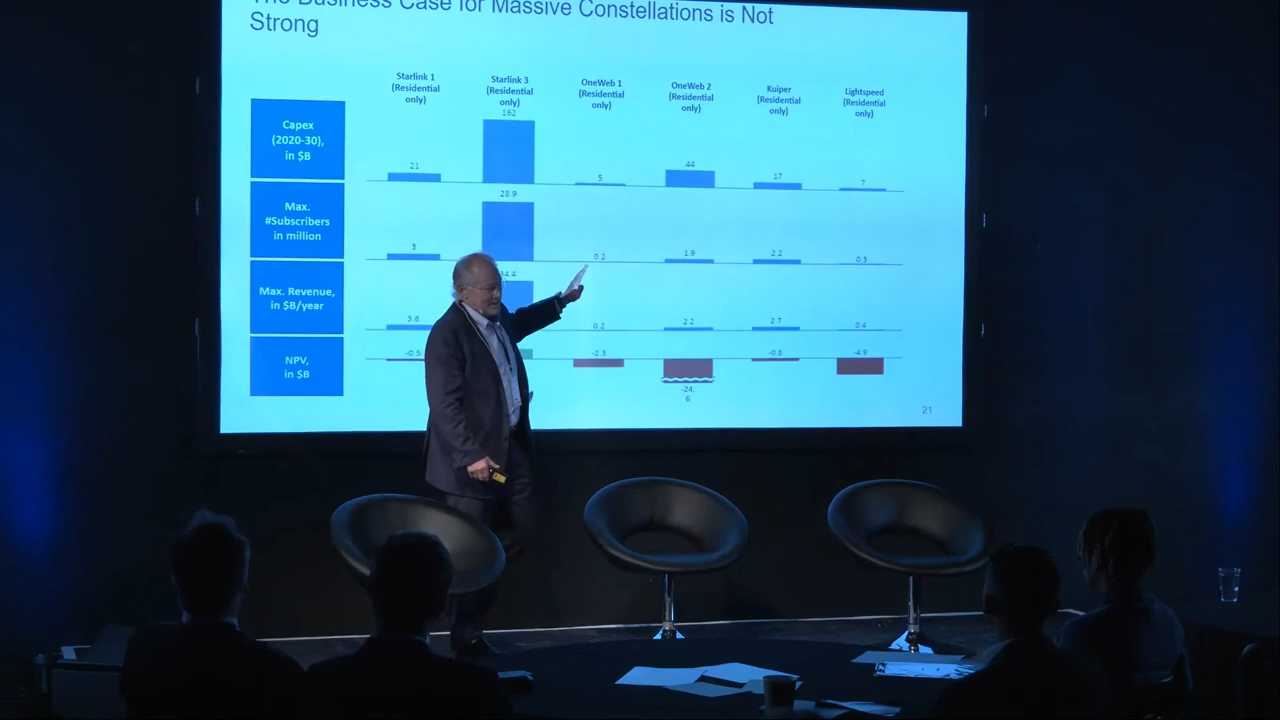 The Business Case for Massive Constellations is Not
Strong
Starlink 1
(Residential
only)
Starlink 3
(Residential
only)
OneWeb 1
(Residential
only)
OneWeb 2
(Residential
only)
Kuiper
(Residential
only)
Lightspeed
(Residential
only)
Capex
(2020-30),
in $B
21
162
5
44
17
7
Max.
#Subscribers
in million
3
28.9
0.2
1.9
2.2
0.3
Max. Revenue,
in $B/year
3.6
34.4
0.2
2.2
2.7
0.4
NPV,
in $B
-0.3
-2.3
-24.
6
-0.8
-4.9
21